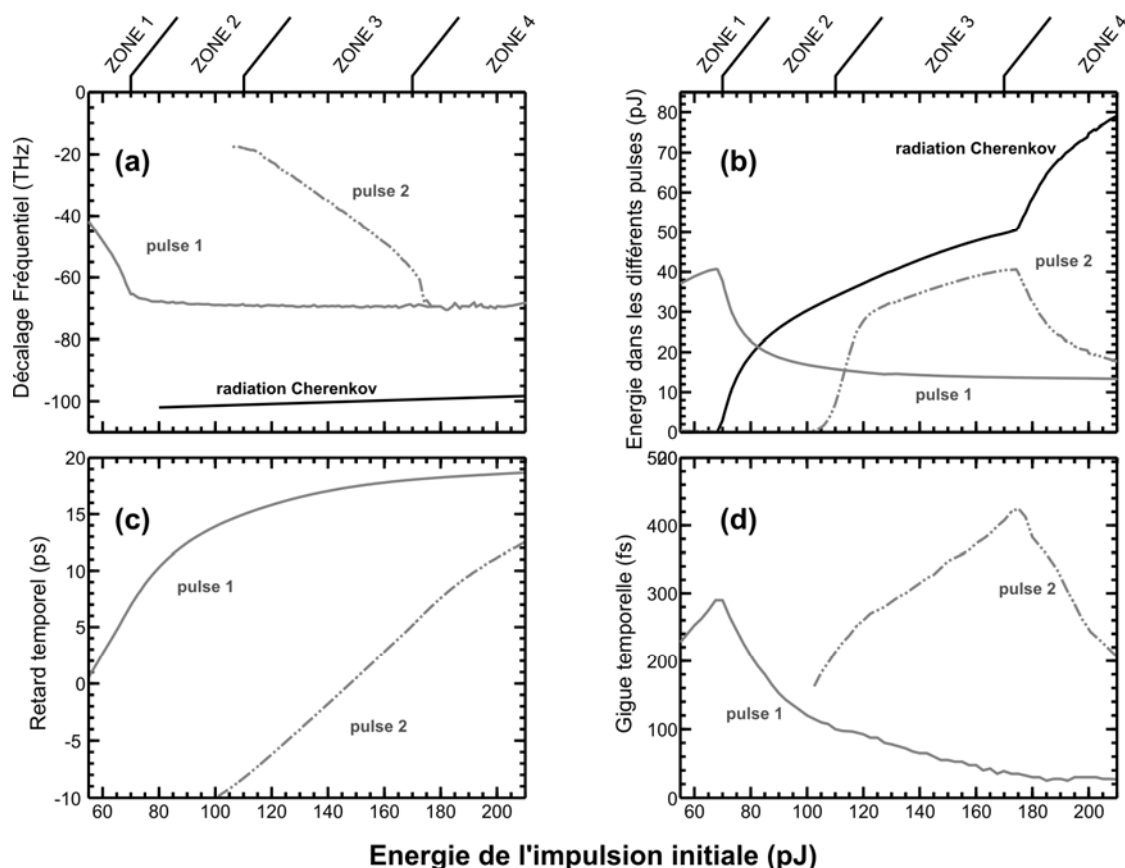 ZONE 1
ZONE 2
ZONE 3
ZONE 4
ZONE 1
ZONE 2
ZONE 3
ZONE 4
Décalage Fréquentiel (THz)
0
-20
-40
-60
-80
-100
(a)
pulse 2
pulse 1
radiation Cherenkov
Energie dans les différents pulses (pJ)
80
70
60
50
40
30
20
10
0
(b)
radiation Cherenkov
pulse 2
pulse 1
Retard temporel (ps)
20
15
10
5
0
-5
-10
(c)
pulse 1
pulse 2
60 80 100 120 140 160 180 200
Gigue temporelle (fs)
500
400
300
200
100
0
(d)
pulse 2
pulse 1
60 80 100 120 140 160 180 200
Energie de l'impulsion initiale (pJ)